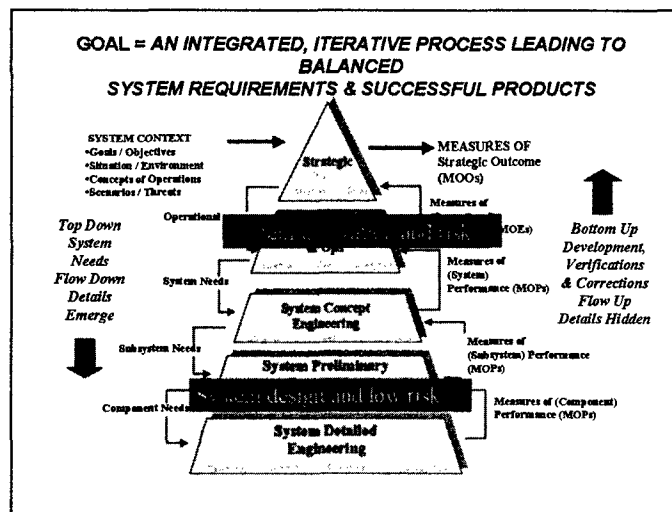 GOAL = AN INTEGRATED, ITERATIVE PROCESS LEADING TO
BALANCED
SYSTEM REQUIREMENTS & SUCCESSFUL PRODUCTS
SYSTEM CONTEXT
•Goals / Objectives
•Situation / Environment
•Concepts of Operations
•Scenarios / Threats
Strategic
MEASURES OF
Strategic Outcome
(MOOs)
Operational
Measures of
MOEs)
and risk
Top Down
System
Needs
Flow Down
Details
Emerge
Bottom Up
Development,
Verifications
& Corrections
Flow Up
Details Hidden
System Needs
Measures of
(System)
Performance (MOPs)
System Concept
Engineering
Subsystem Needs
Measures of
(Subsystem) Performance
(MOPs)
System Preliminary
System design and low risk
Component Needs
Measures of (Component)
Performance (MOPs)
System Detailed
Engineering